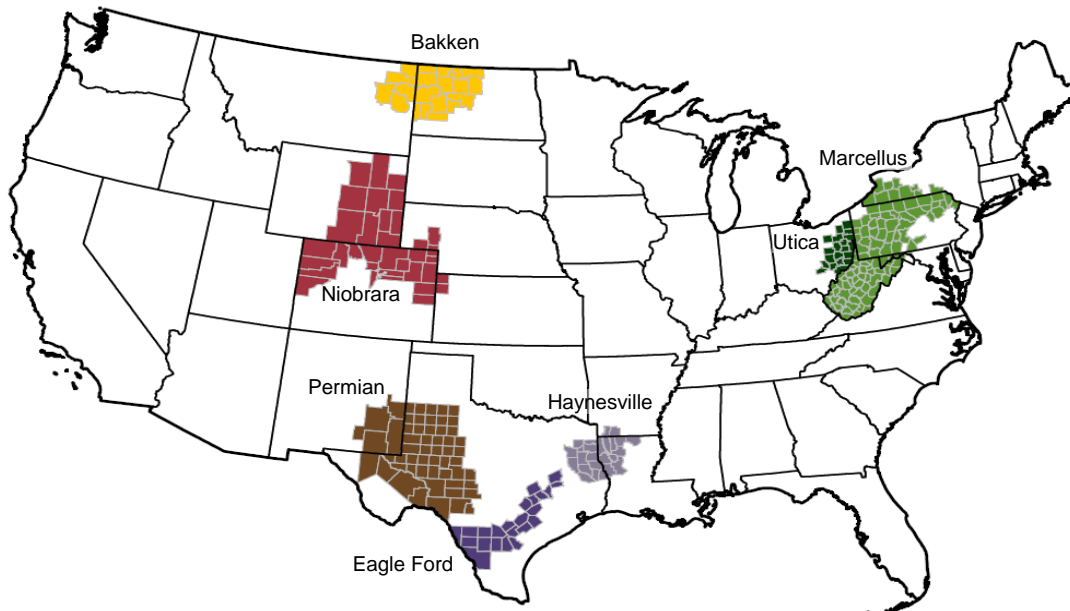 Bakken
Marcellus
Utica
Niobrara
Permian
Haynesville
Eagle Ford